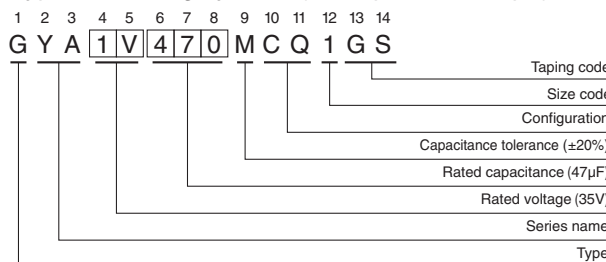 1 2 3 4 5 6 7 8 9 10 11 12 13 14
G Y A 1 V 4 7 0 M C Q 1 G S
Taping code
Size code
Configuration
Capacitance tolerance (±20%)
Rated capacitance (47µF)
Rated voltage (35V)
Series name
Type